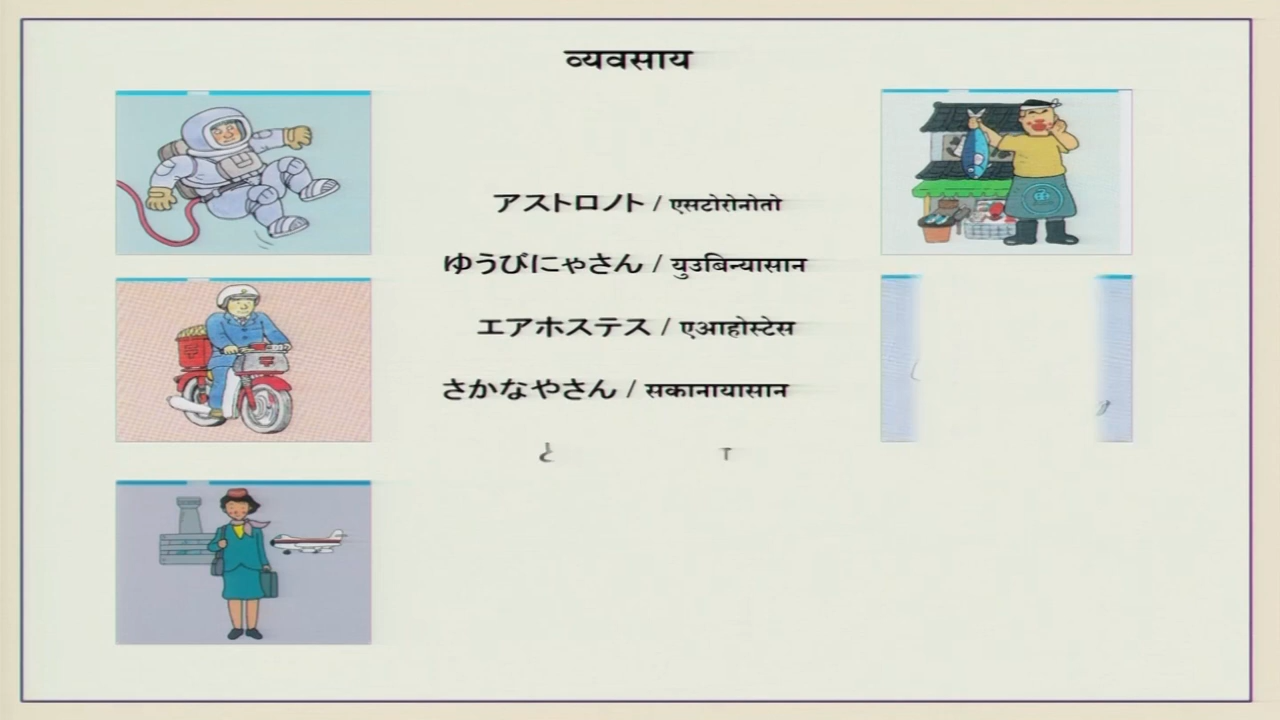 व्यवसाय
アストロノト / एसटोरोनोतो
ゆうびにゃさん / युउबिन्यासान
エアホステス / एआहोस्टेस
さかなやさん / सकानायासान